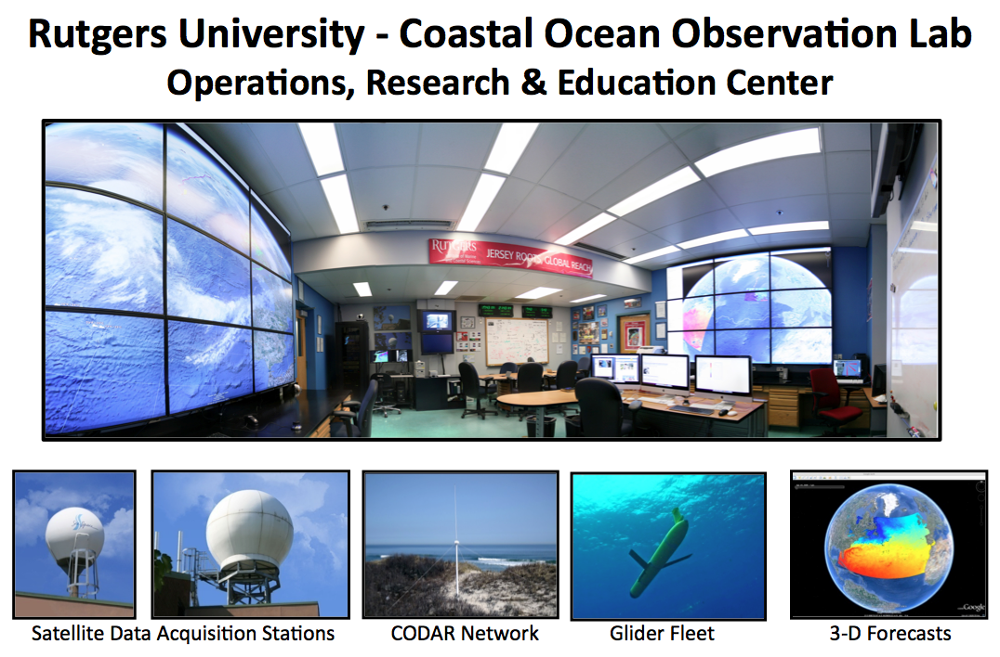 Rutgers University - Coastal Ocean Observation Lab
Operations, Research & Education Center
RUTGERS
JERSEY ROOTS, GLOBAL REACH
Google
Satellite Data Acquisition Stations
CODAR Network
Glider Fleet
3-D Forecasts